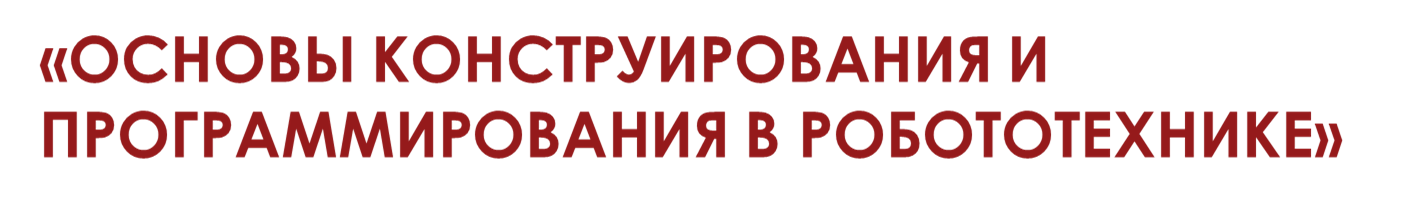 «ОСНОВЫ КОНСТРУИРОВАНИЯ И
ПРОГРАММИРОВАНИЯ В РОБОТОТЕХНИКЕ»